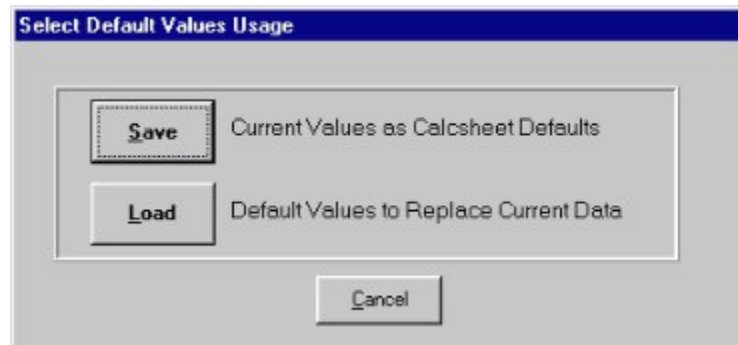 Select Default Values Usage
Save Current Values as Calcsheet Defaults
Load Default Values to Replace Current Data
Cancel